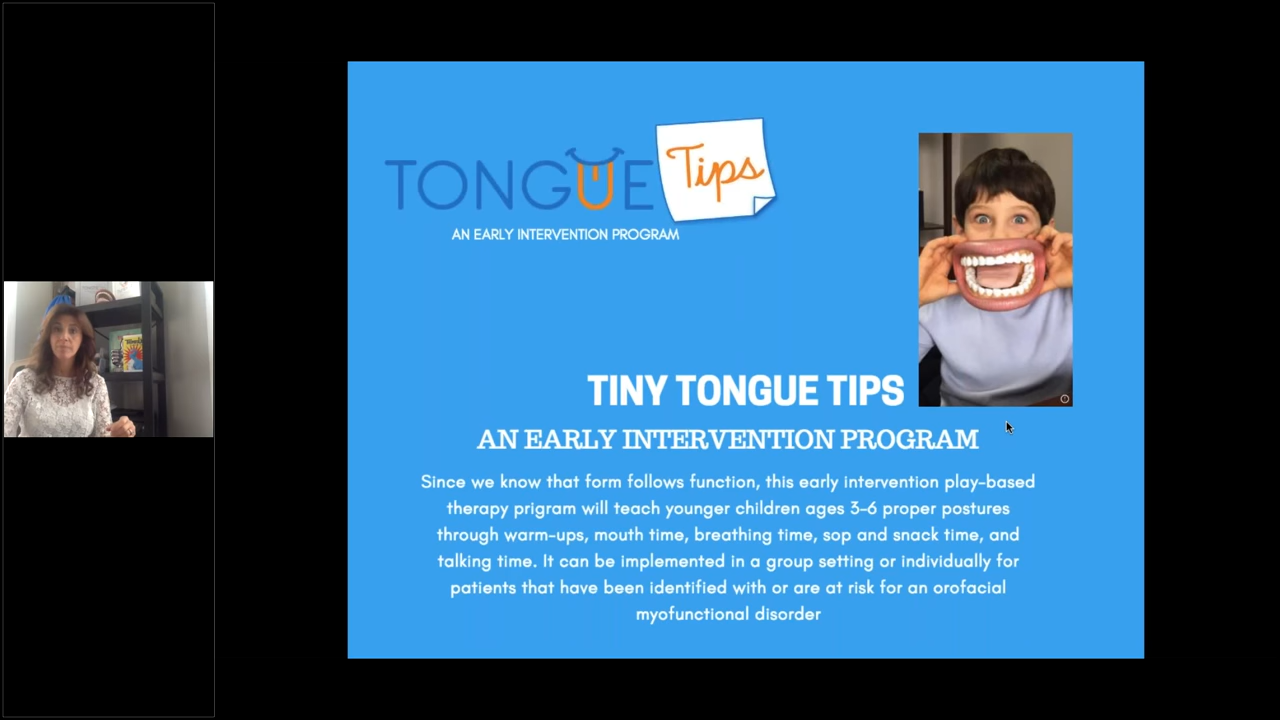 TONGUE Tips
AN EARLY INTERVENTION PROGRAM
TINY TONGUE TIPS
AN EARLY INTERVENTION PROGRAM
Since we know that form follows function, this early intervention play-based
therapy prigram will teach younger children ages 3-6 proper postures
through warm-ups, mouth time, breathing time, sop and snack time, and
talking time. It can be implemented in a group setting or individually for
patients that have been identified with or are at risk for an orofacial
myofunctional disorder